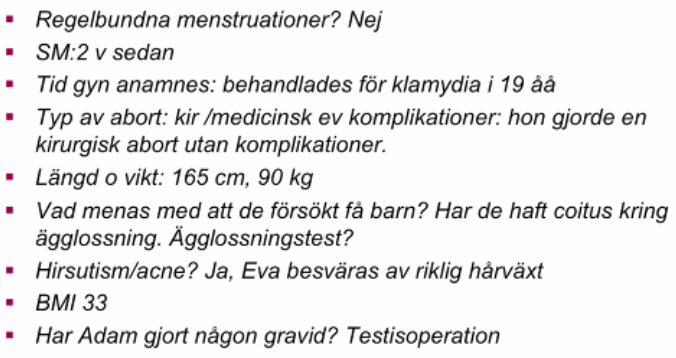 ▪ Regelbundna menstruationer? Nej
▪ SM:2 v sedan
▪ Tid gyn anamnes: behandlades för klamydia i 19 åå
▪ Typ av abort: kir /medicinsk ev komplikationer: hon gjorde en
kirurgisk abort utan komplikationer.
▪ Längd o vikt: 165 cm, 90 kg
▪ Vad menas med att de försökt få barn? Har de haft coitus kring
ägglossning. Ägglossningstest?
▪ Hirsutism/acne? Ja, Eva besväras av riklig hårväxt
▪ BMI 33
▪ Har Adam gjort någon gravid? Testisoperation